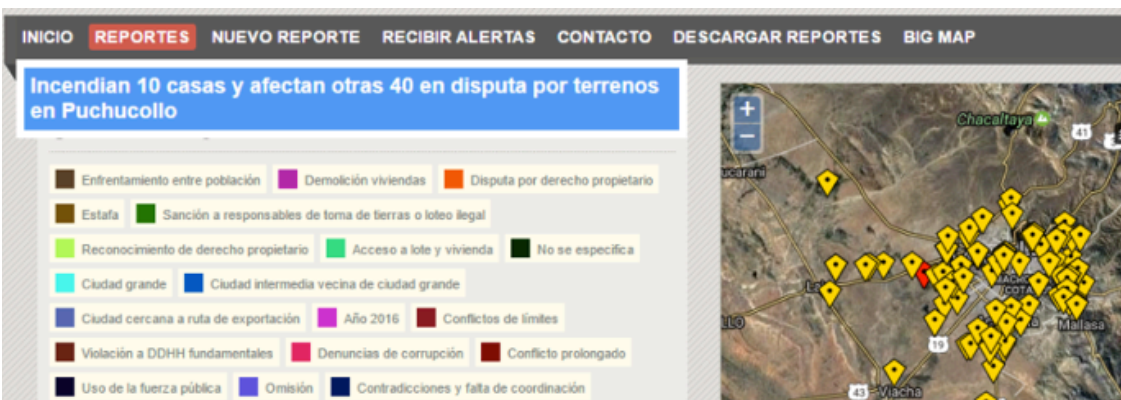 INICIO REPORTES NUEVO REPORTE RECIBIR ALERTAS CONTACTO DESCARGAR REPORTES BIG MAP
Incendian 10 casas y afectan otras 40 en disputa por terrenos
en Puchucollo
Enfrentamiento entre población Demolición viviendas Disputa por derecho propietario
Estafa Sanción a responsables de toma de tierras o loteo ilegal
Reconocimiento de derecho propietario Acceso a lote y vivienda No se especifica
Ciudad grande Ciudad intermedia vecina de ciudad grande
Ciudad cercana a ruta de exportación Año 2016 Conflictos de límites
Violación a DDHH fundamentales Denuncias de corrupción Conflicto prolongado
Uso de la fuerza pública Omisión Contradicciones y falta de coordinación
+
−
Chacaltaya
41
ucarani
Mallasa
19
43
Viacha